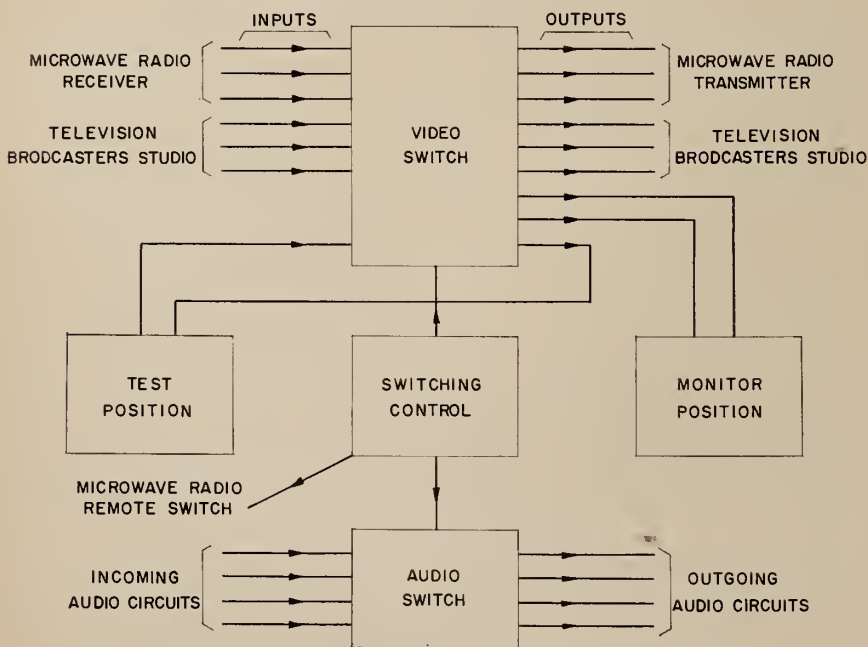 INPUTS
OUTPUTS
MICROWAVE RADIO
RECEIVER
TELEVISION
BRODCASTERS STUDIO
VIDEO
SWITCH
MICROWAVE RADIO
TRANSMITTER
TELEVISION
BRODCASTERS STUDIO
TEST
POSITION
SWITCHING
CONTROL
MONITOR
POSITION
MICROWAVE RADIO
REMOTE SWITCH
INCOMING
AUDIO CIRCUITS
AUDIO
SWITCH
OUTGOING
AUDIO CIRCUITS